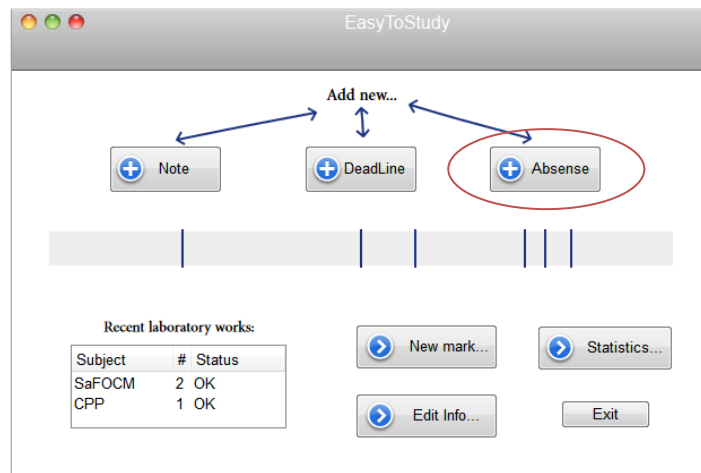 EasyToStudy
Add new...
Note
DeadLine
Absense
Recent laboratory works:
New mark...
Statistics...
Subject # Status
SaFOCM 2 OK
CPP 1 OK
Edit Info...
Exit